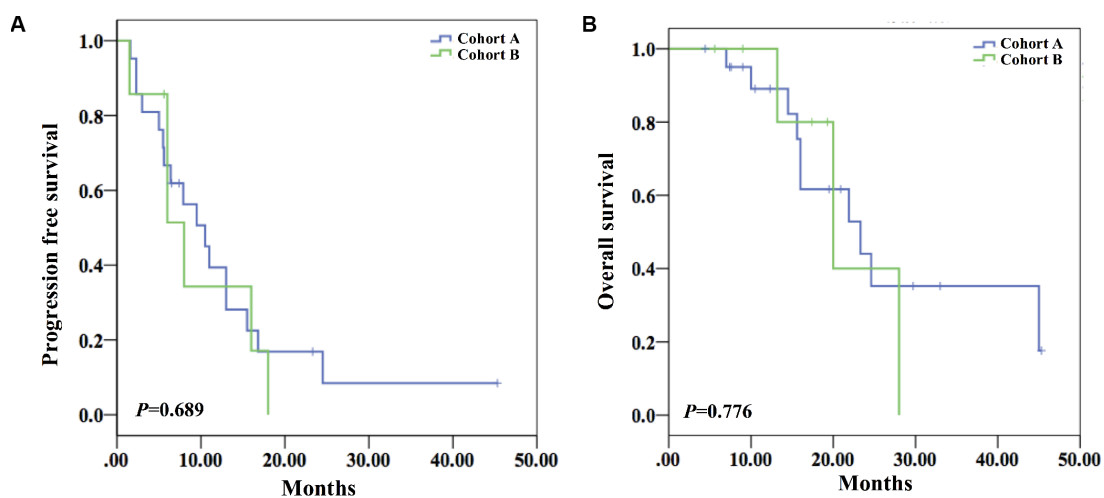 A
Progression free survival
1.0
0.8
0.6
0.4
0.2
0.0
Cohort A
Cohort B
P=0.689
.00 10.00 20.00 30.00 40.00 50.00
Months
B
Overall survival
1.0
0.8
0.6
0.4
0.2
0.0
Cohort A
Cohort B
P=0.776
.00 10.00 20.00 30.00 40.00 50.00
Months